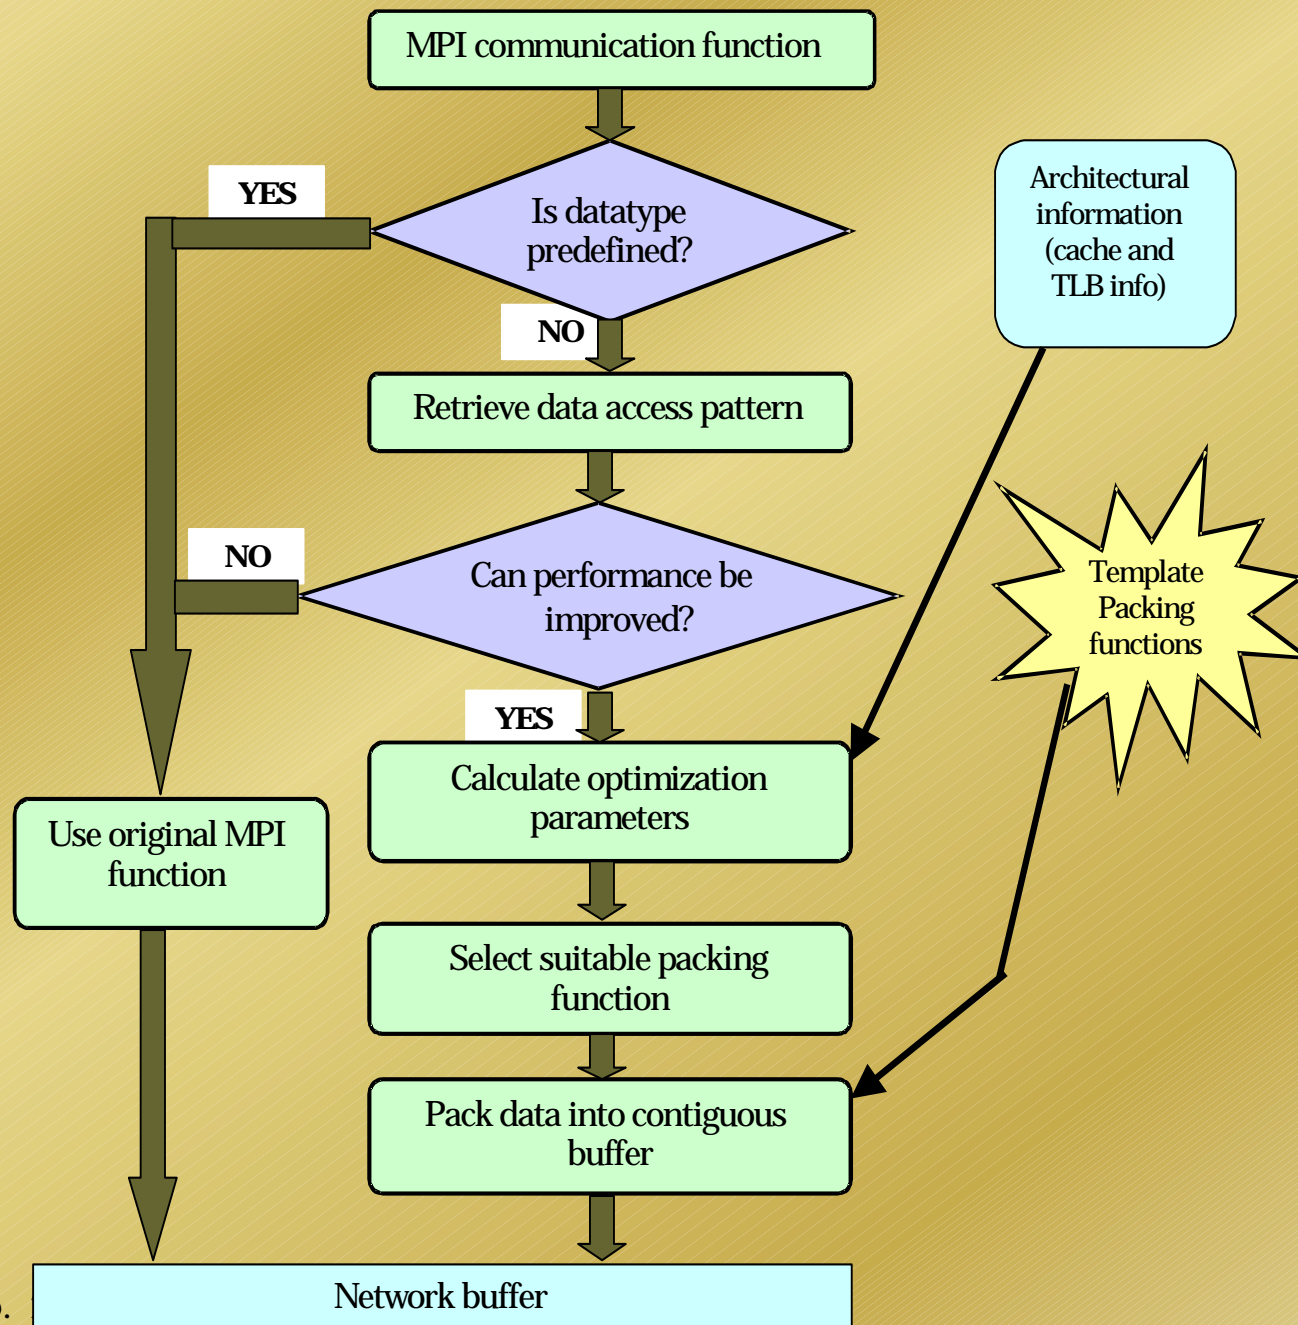 MPI communication function
YES
Is datatype
predefined?
Architectural
information
(cache and
TLB info)
NO
Retrieve data access pattern
NO
Can performance be
improved?
Template
Packing
functions
YES
Calculate optimization
parameters
Use original MPI
function
Select suitable packing
function
Pack data into contiguous
buffer
Network buffer